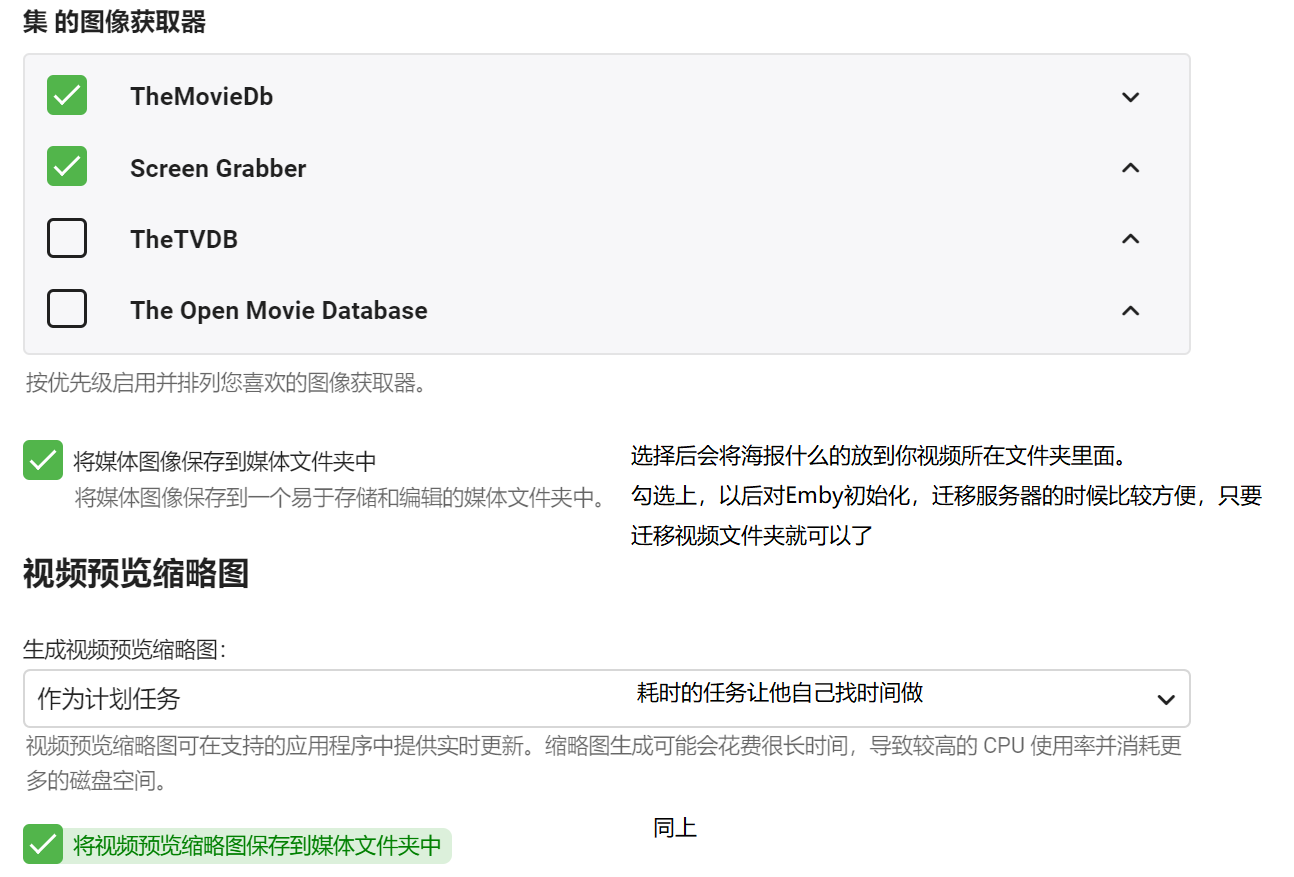 集 的图像获取器
TheMovieDb
Screen Grabber
TheTVDB
The Open Movie Database
按优先级启用并排列您喜欢的图像获取器。
将媒体图像保存到媒体文件夹中
将媒体图像保存到一个易于存储和编辑的媒体文件夹中。
选择后会将海报什么的放到你视频所在文件夹里面。
勾选上，以后对Emby初始化，迁移服务器的时候比较方便，只要
迁移视频文件夹就可以了
视频预览缩略图
生成视频预览缩略图：
作为计划任务
耗时的任务让他自己找时间做
视频预览缩略图可在支持的应用程序中提供实时更新。缩略图生成可能会花费很长时间，导致较高的 CPU 使用率并消耗更
多的磁盘空间。
同上
将视频预览缩略图保存到媒体文件夹中